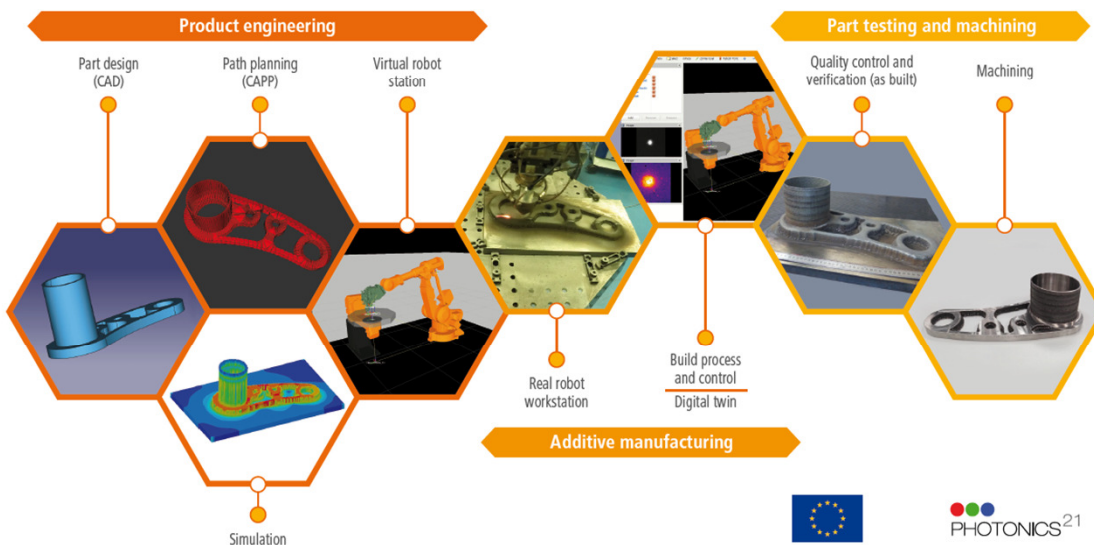 Product engineering
Part testing and machining
Part design
(CAD)
Path planning
(CAPP)
Virtual robot
station
Quality control and
verification (as built)
Machining
Real robot
workstation
Build process
and control
Digital twin
Additive manufacturing
Simulation
PHOTONICS21